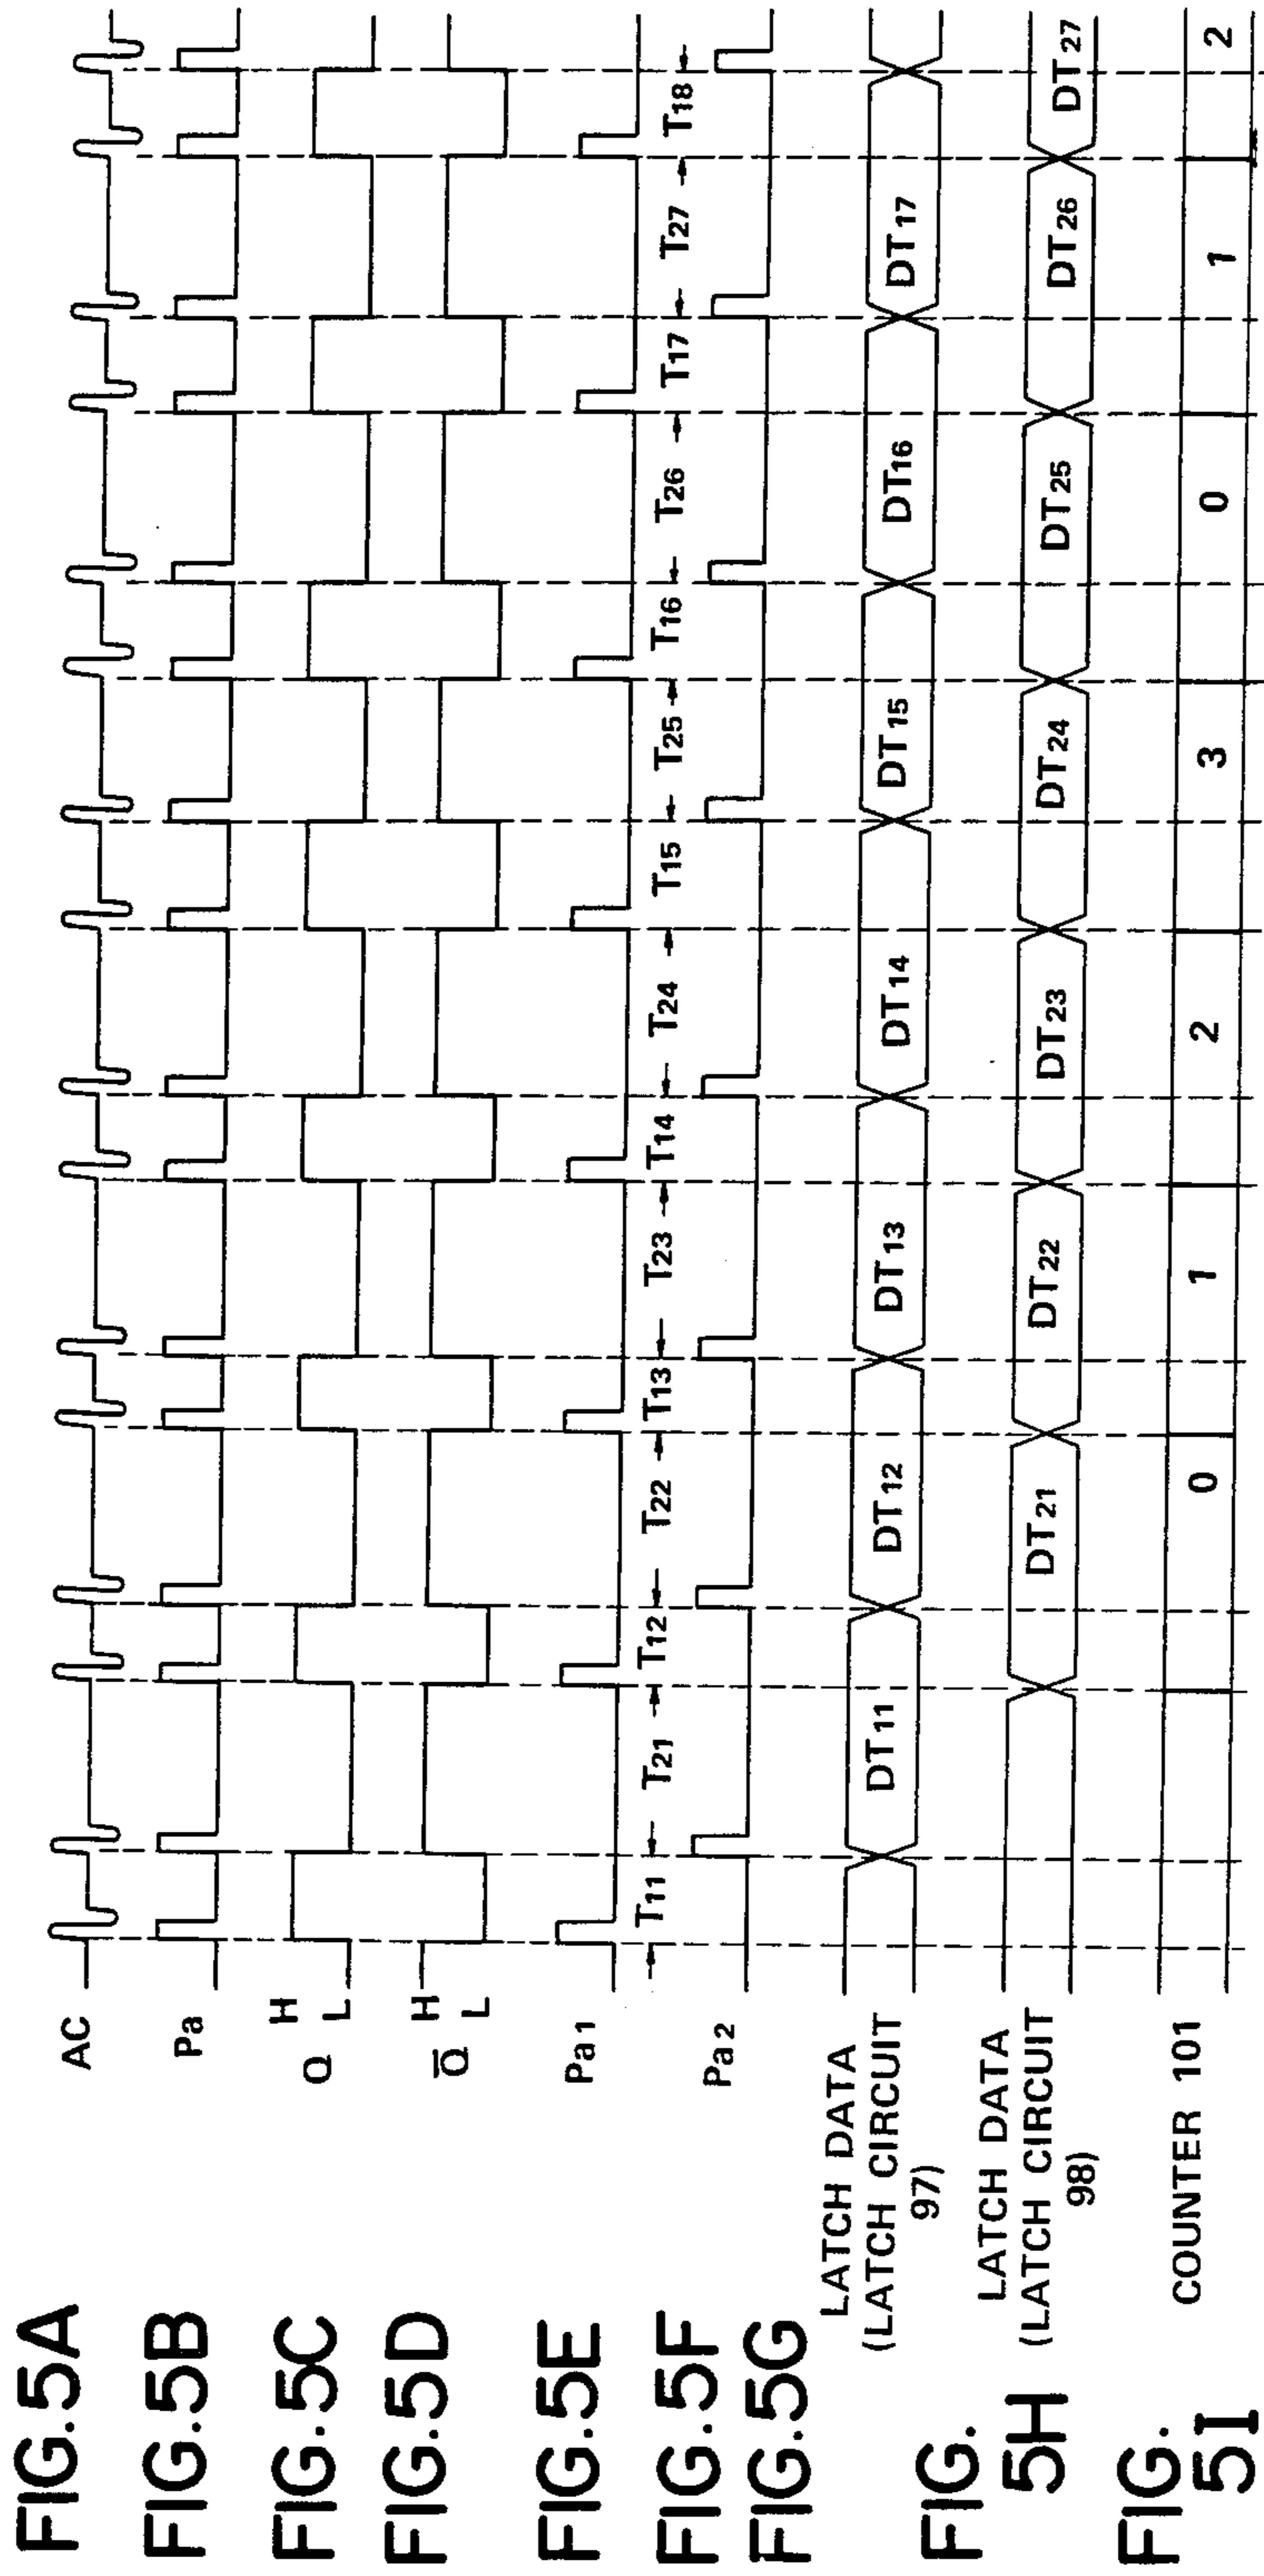 FIG.5A
AC
FIG.5B
Pa
FIG.5C
H
Q
L
FIG.5D
H
Q̅
L
FIG.5E
Pa1
FIG.5F
T11 T21 T12 T22 T13 T23 T14 T24 T15 T25 T16 T26 T17 T27 T18
Pa2
FIG.5G
LATCH DATA
(LATCH CIRCUIT
97)
DT11 DT12 DT13 DT14 DT15 DT16 DT17
FIG.
5H
LATCH DATA
(LATCH CIRCUIT
98)
DT21 DT22 DT23 DT24 DT25 DT26 DT27
FIG.
5I
COUNTER 101
0 1 2 3 0 1 2